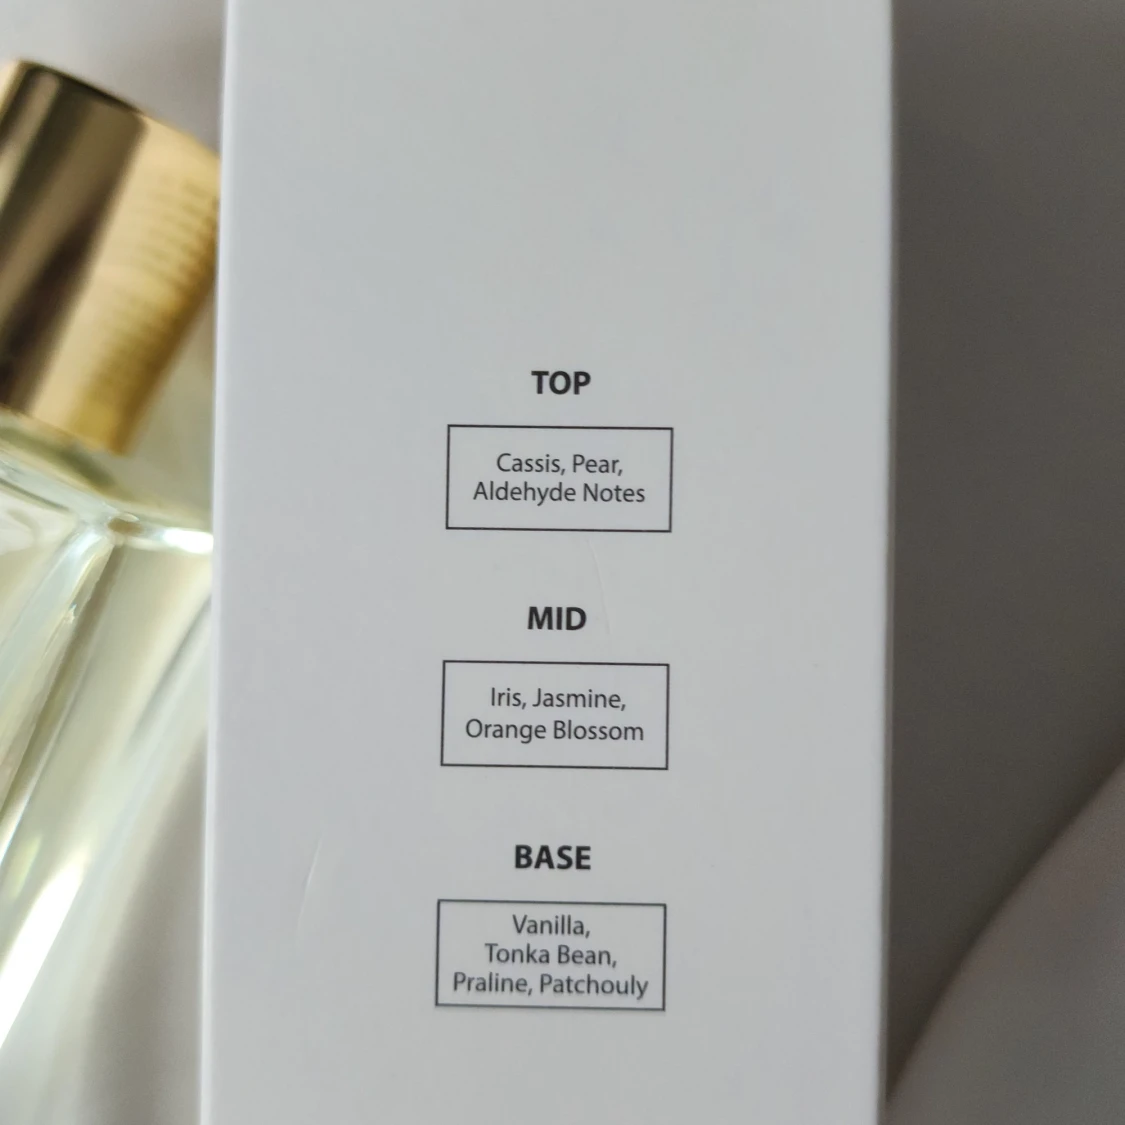 TOP
Cassis, Pear,
Aldehyde Notes
MID
Iris, Jasmine,
Orange Blossom
BASE
Vanilla,
Tonka Bean,
Praline, Patchouly